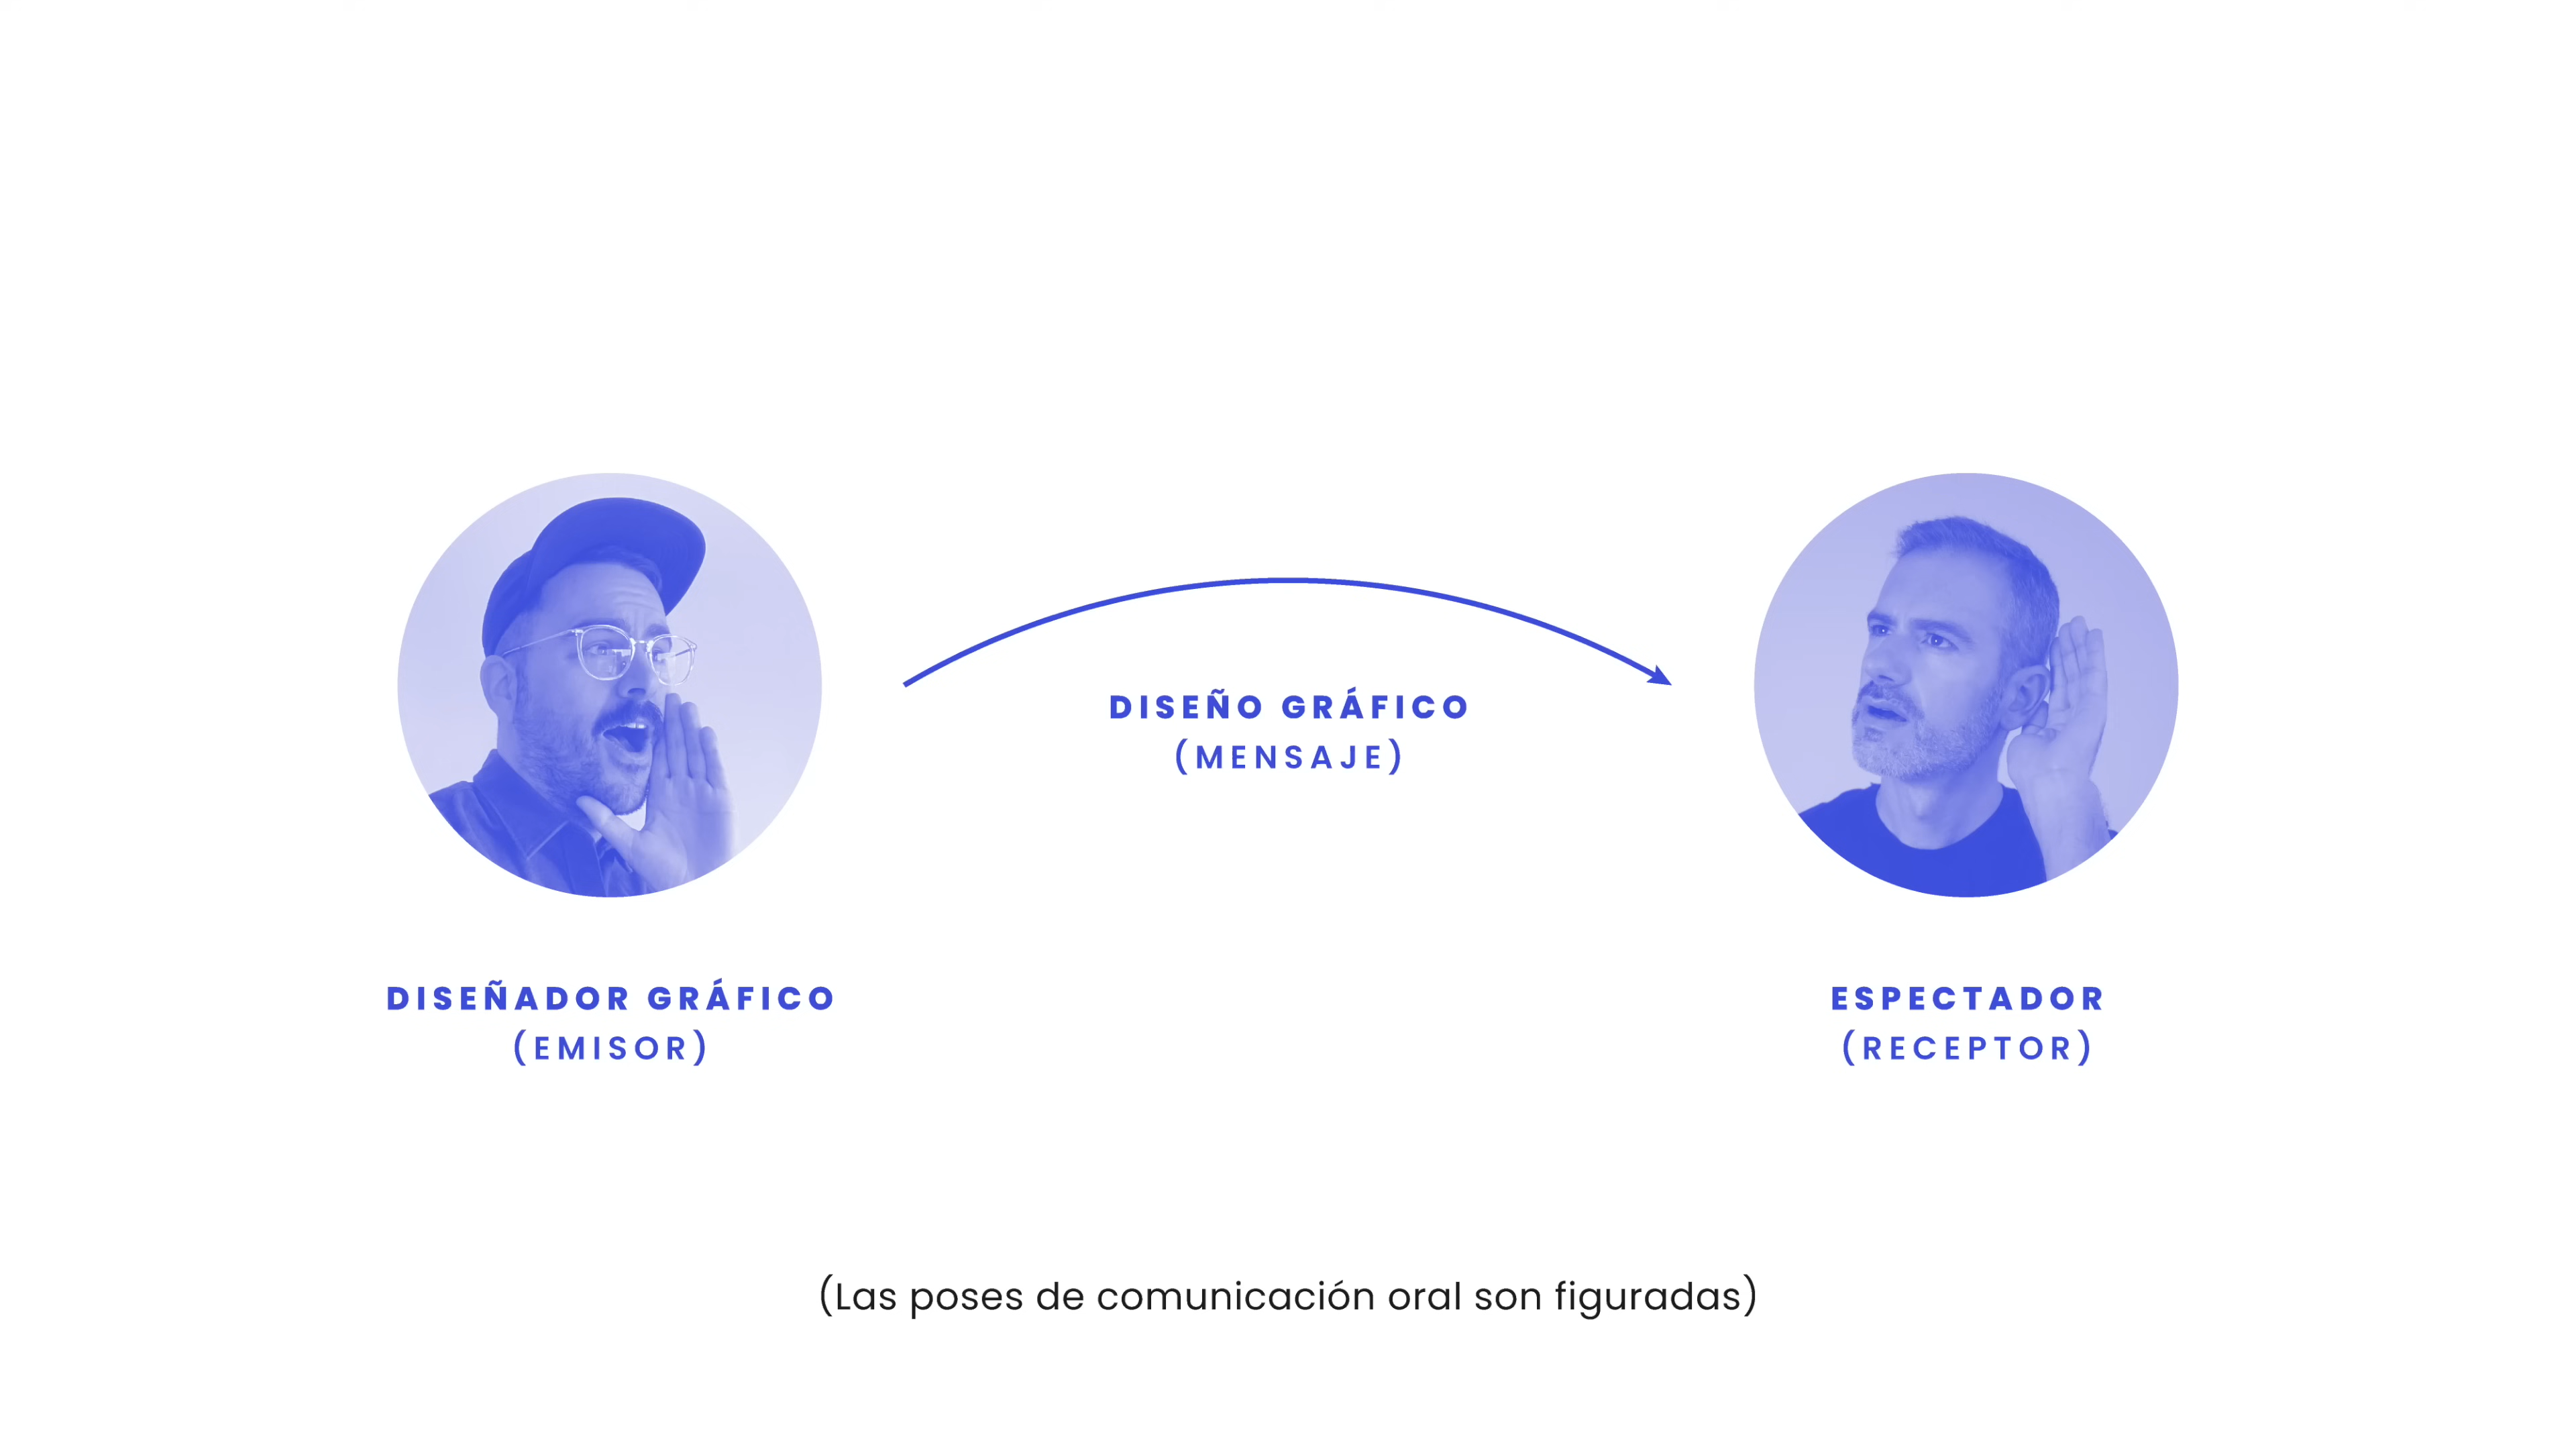 DISEÑO GRÁFICO
(MENSAJE)
DISEÑADOR GRÁFICO
(EMISOR)
ESPECTADOR
(RECEPTOR)
(Las poses de comunicación oral son figuradas)